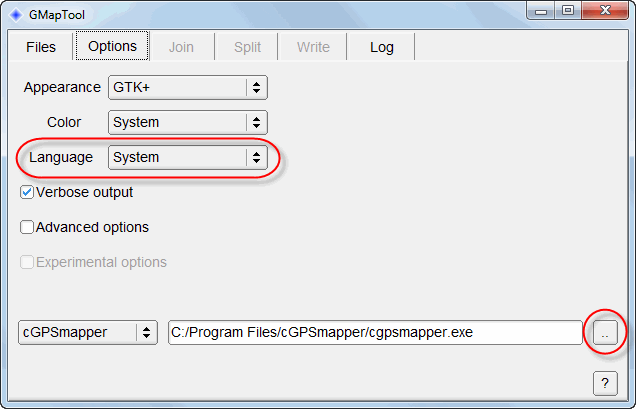 GMapTool
Files Options Join Split Write Log
Appearance GTK+
Color System
Language System
Verbose output
Advanced options
Experimental options
cGPSmapper C:/Program Files/cGPSmapper/cgpsmapper.exe ..
?